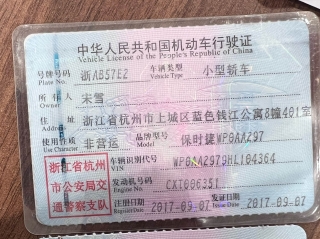 中华人民共和国机动车行驶证
Vehicle License of the People's Republic of China
号牌号码 浙AB57E2 车辆类型 小型轿车
Plate No. Vehicle Type
所有人 宋雪
Owner
住址 浙江省杭州市上城区蓝色钱江公寓8幢401室
Address
使用性质 非营运 品牌型号 保时捷WP0AA297
Use Character Model
浙江省杭州市公安局交通警察支队
车辆识别代号 WP0AA2979HL104364
VIN
发动机号码 CXT006351
Engine No.
注册日期 2017-09-07 发证日期 2017-09-07
Register Date Issue Date